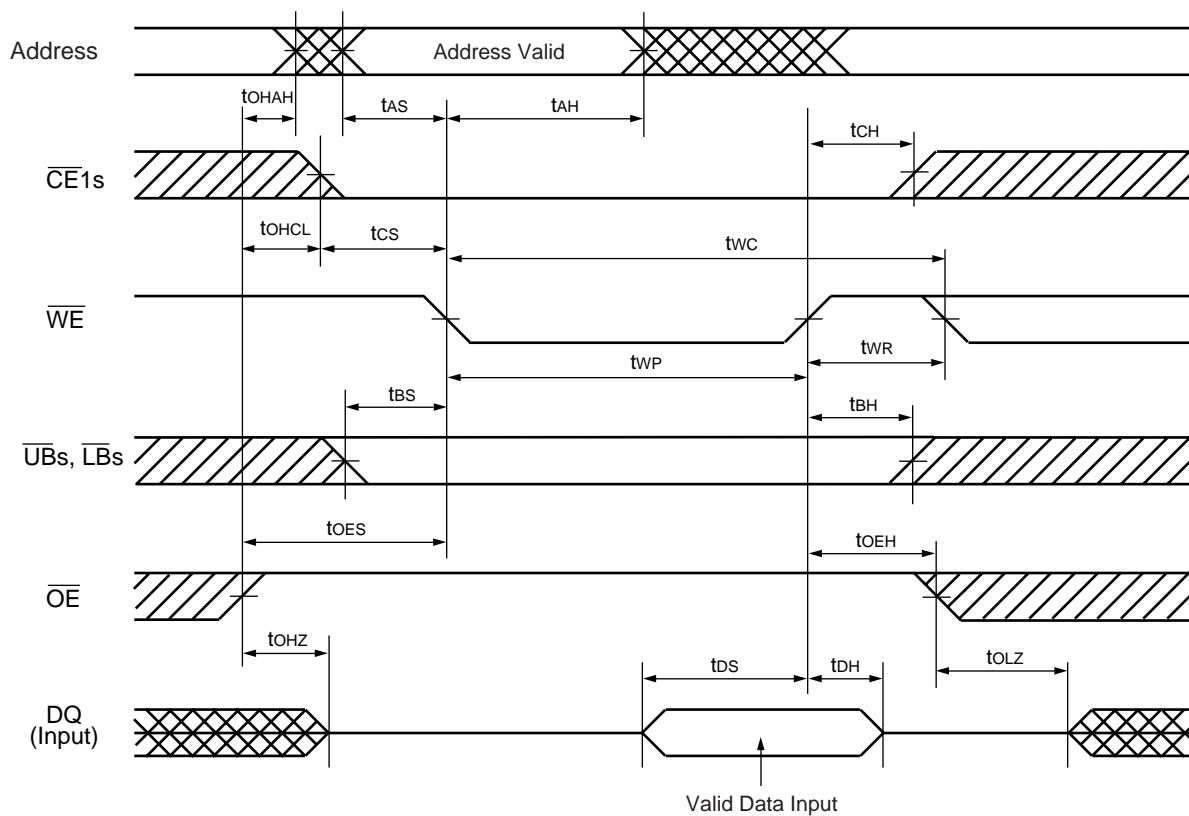 Address
Address Valid
tOHAH
tAS
tAH
tCH
CE1s
tOHCL
tCS
tWC
WE
tWP
tWR
tBS
tBH
UBs, LBs
tOES
tOEH
OE
tOHZ
tDS
tDH
tOLZ
DQ
(Input)
Valid Data Input